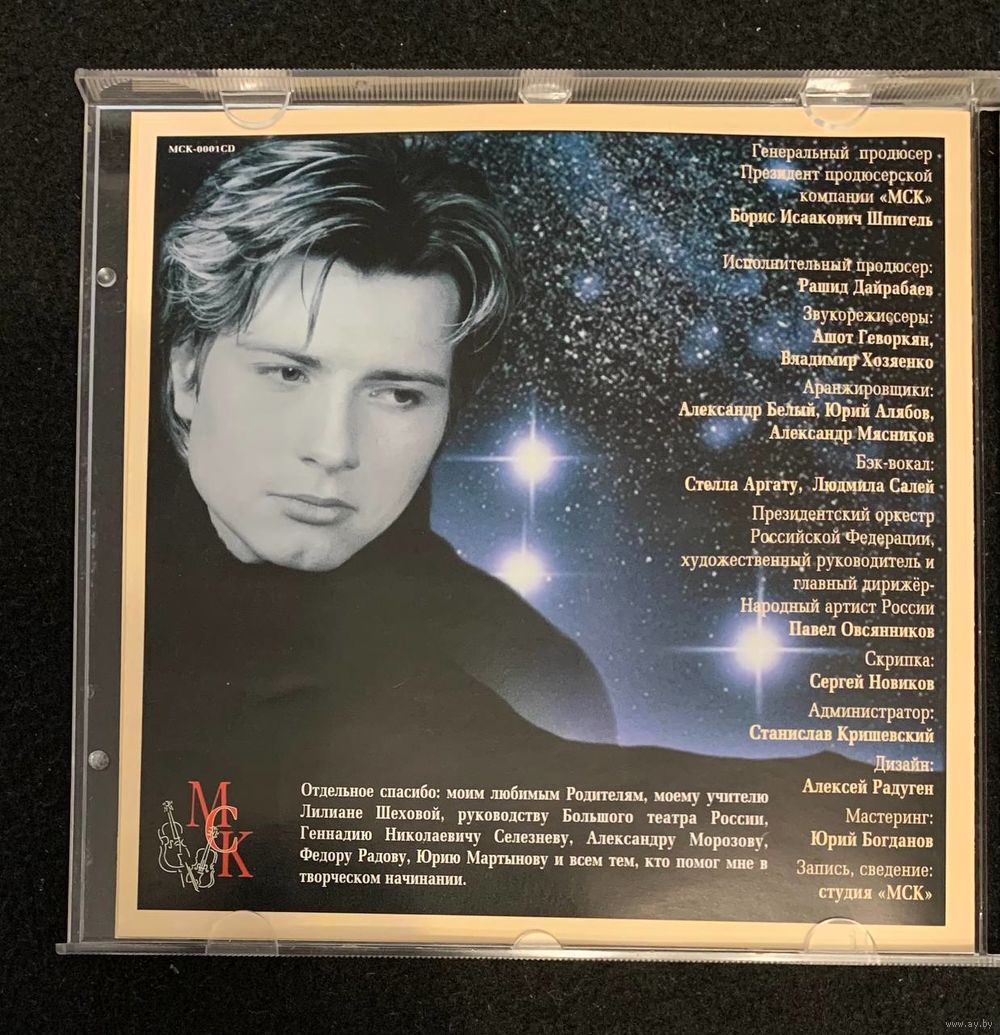 МСК-0001CD
Генеральный продюсер
Президент продюсерской
компании «МСК»
Борис Исаакович Шпигель
Исполнительный продюсер:
Рашид Дайрабаев
Звукорежиссеры:
Ашот Геворкян,
Владимир Хозяенко
Аранжировщики:
Александр Белый, Юрий Алябов,
Александр Мясников
Бэк-вокал:
Стелла Аргату, Людмила Салей
Президентский оркестр
Российской Федерации,
художественный руководитель и
главный дирижёр-
Народный артист России
Павел Овсянников
Скрипка:
Сергей Новиков
Администратор:
Станислав Кришевский
Дизайн:
Алексей Радуген
Мастеринг:
Юрий Богданов
Запись, сведение:
студия «МСК»
МСК
Отдельное спасибо: моим любимым Родителям, моему учителю
Лилиане Шеховой, руководству Большого театра России,
Геннадию Николаевичу Селезневу, Александру Морозову,
Федору Радову, Юрию Мартынову и всем тем, кто помог мне в
творческом начинании.
www.ay.by